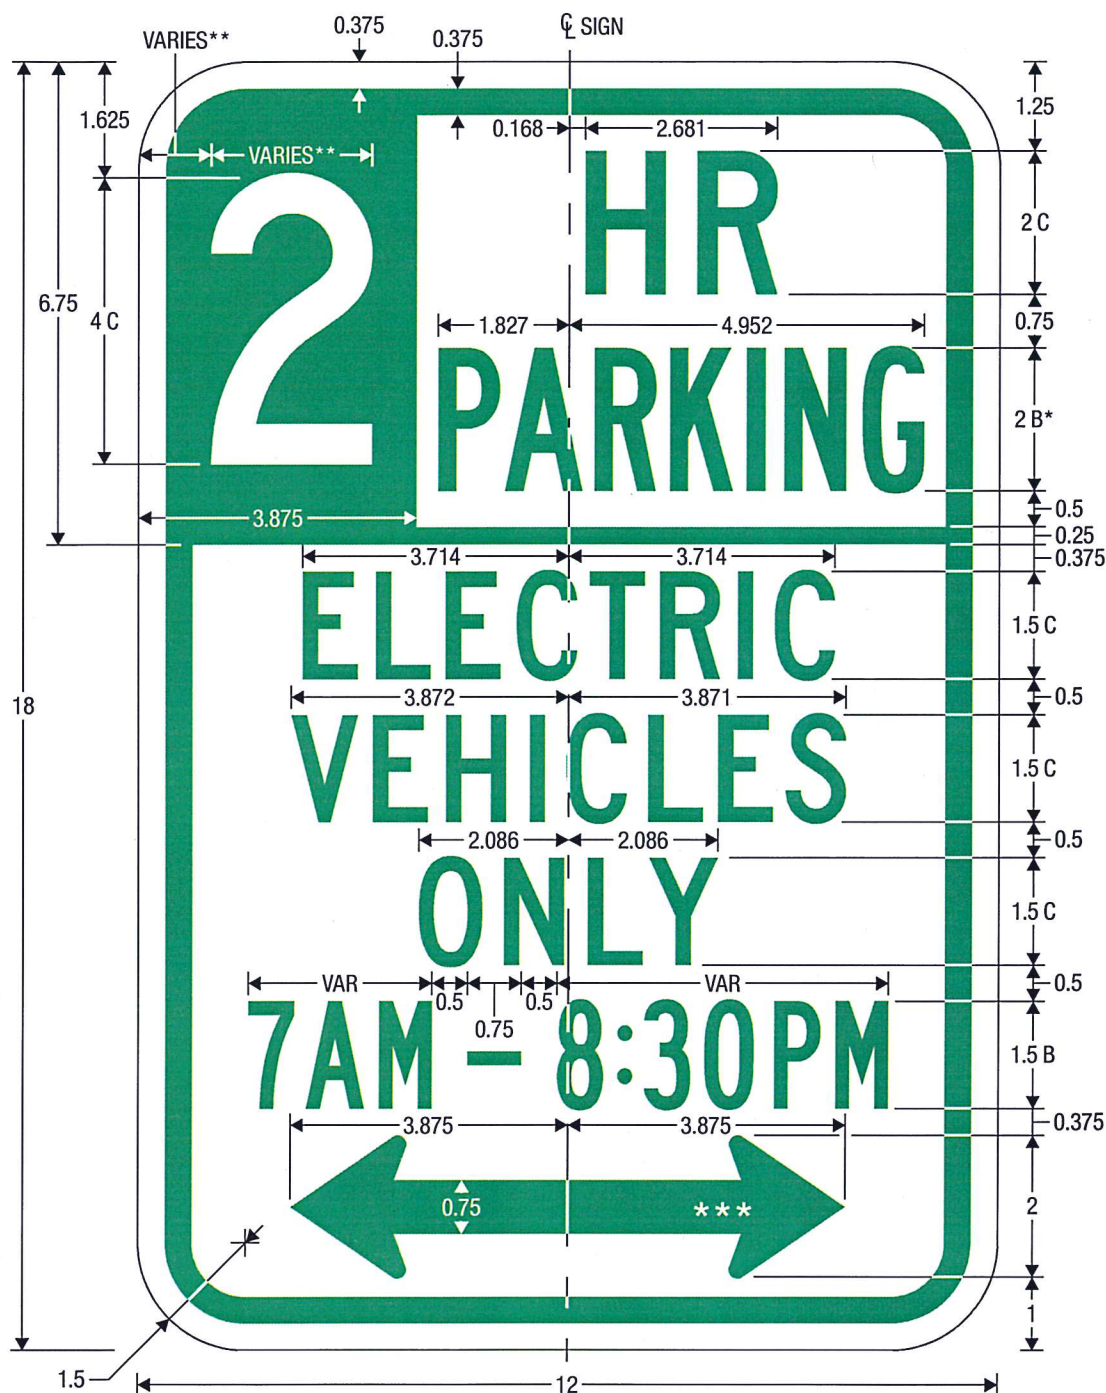 VARIES** 0.375 0.375 ℄ SIGN
1.625 1.25
0.168 2.681
VARIES**
2 HR 2 C
6.75 4 C 0.75
1.827 4.952
PARKING 2 B*
3.875 0.5
0.25
3.714 3.714 0.375
ELECTRIC 1.5 C
18 3.872 3.871 0.5
VEHICLES 1.5 C
2.086 2.086 0.5
ONLY 1.5 C
VAR 0.5 0.75 0.5 VAR 0.5
7AM – 8:30PM 1.5 B
3.875 3.875 0.375
0.75 *** 2
1
1.5 12